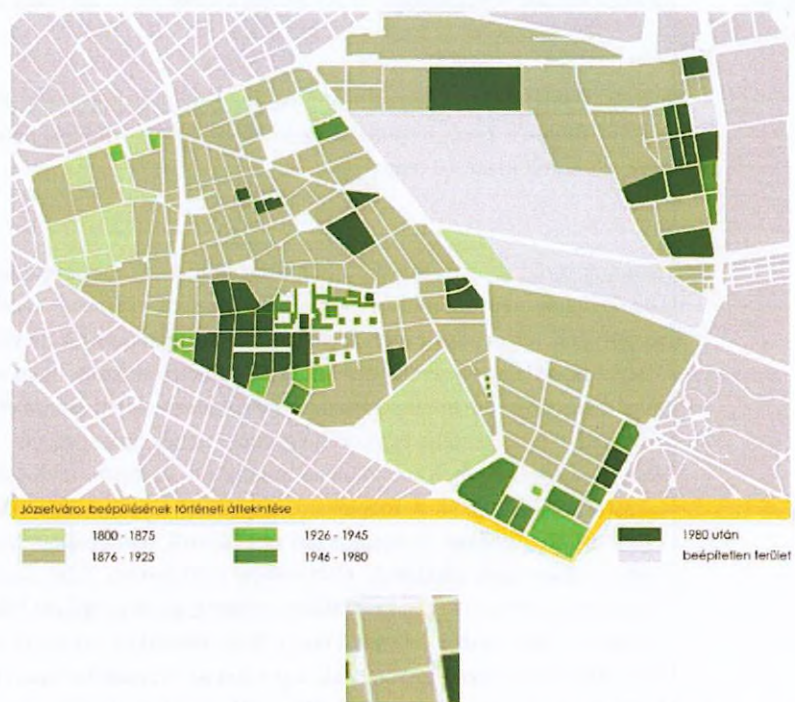 Józsefváros beépülésének történeti áttekintése
1800 - 1875
1926 - 1945
1980 után
1876 - 1925
1946 - 1980
beépítetlen terület